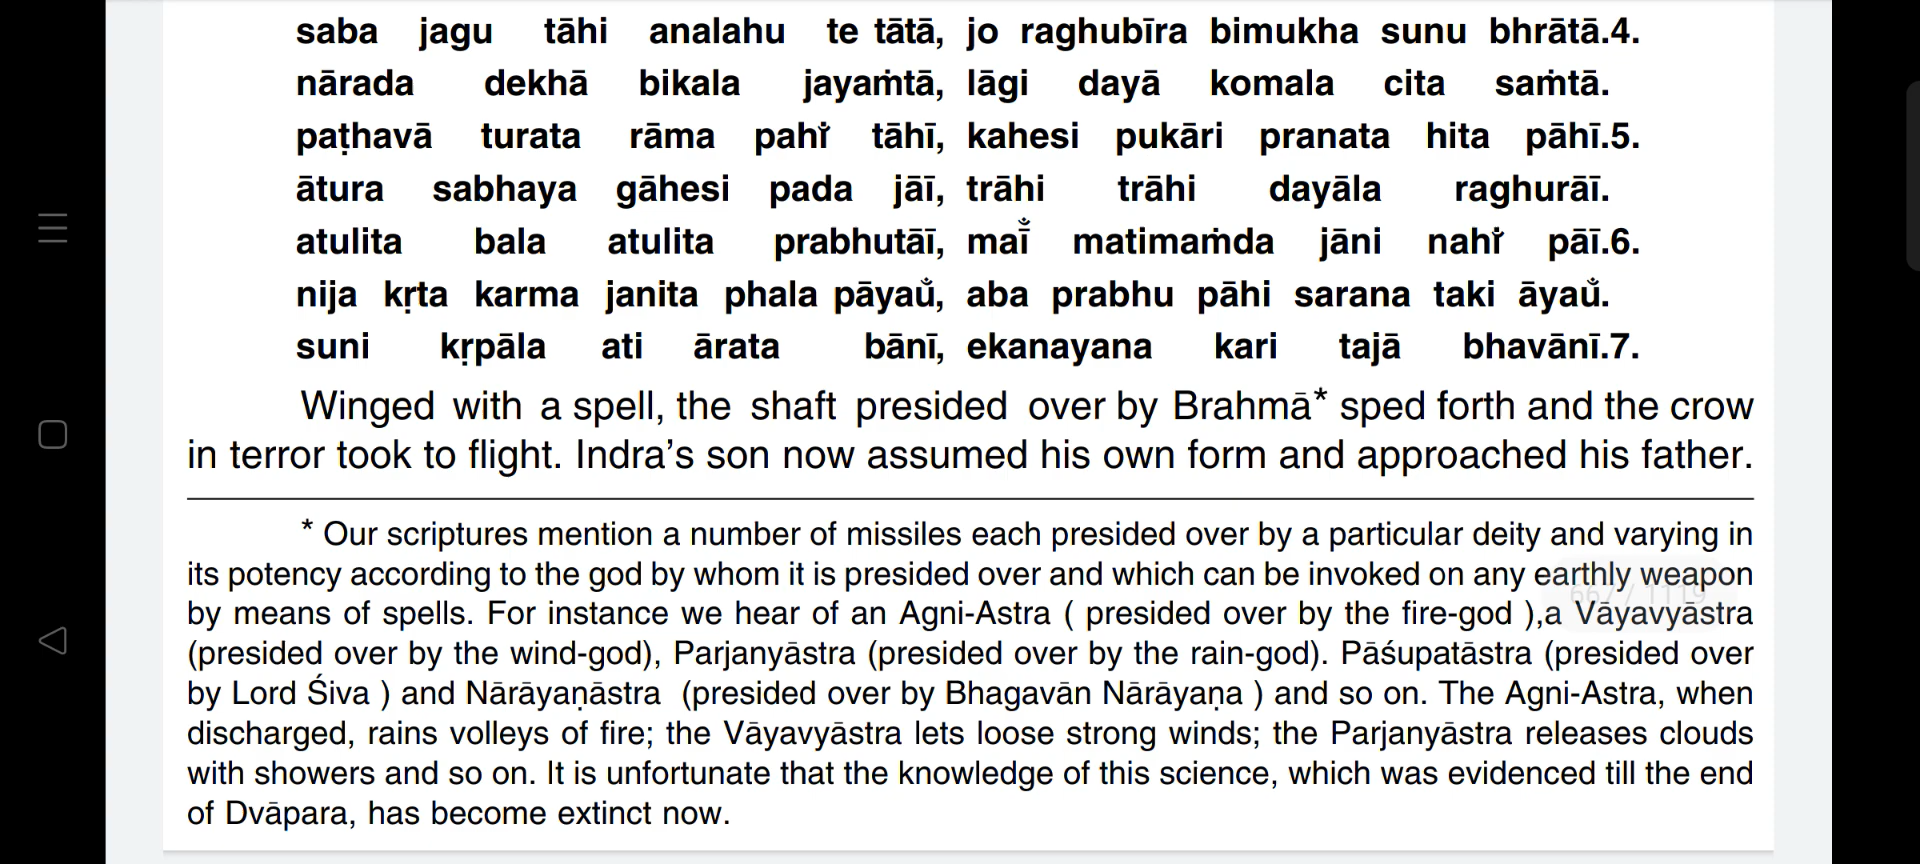 saba jagu tāhi analahu te tātā, jo raghubīra bimukha sunu bhrātā.4.
nārada dekhā bikala jayaṁtā, lāgi dayā komala cita saṁtā.
paṭhavā turata rāma pahiँ tāhī, kahesi pukāri pranata hita pāhī.5.
ātura sabhaya gāhesi pada jāī, trāhi trāhi dayāla raghurāī.
atulita bala atulita prabhutāī, maiँ matimaṁda jāni nahiँ pāī.6.
nija kṛta karma janita phala pāyauँ, aba prabhu pāhi sarana taki āyauँ.
suni kṛpāla ati ārata bānī, ekanayana kari tajā bhavānī.7.
Winged with a spell, the shaft presided over by Brahmā* sped forth and the crow
in terror took to flight. Indra’s son now assumed his own form and approached his father.
* Our scriptures mention a number of missiles each presided over by a particular deity and varying in
its potency according to the god by whom it is presided over and which can be invoked on any earthly weapon
667 / 1119
by means of spells. For instance we hear of an Agni-Astra ( presided over by the fire-god ),a Vāyavyāstra
(presided over by the wind-god), Parjanyāstra (presided over by the rain-god). Pāśupatāstra (presided over
by Lord Śiva ) and Nārāyaṇāstra (presided over by Bhagavān Nārāyaṇa ) and so on. The Agni-Astra, when
discharged, rains volleys of fire; the Vāyavyāstra lets loose strong winds; the Parjanyāstra releases clouds
with showers and so on. It is unfortunate that the knowledge of this science, which was evidenced till the end
of Dvāpara, has become extinct now.